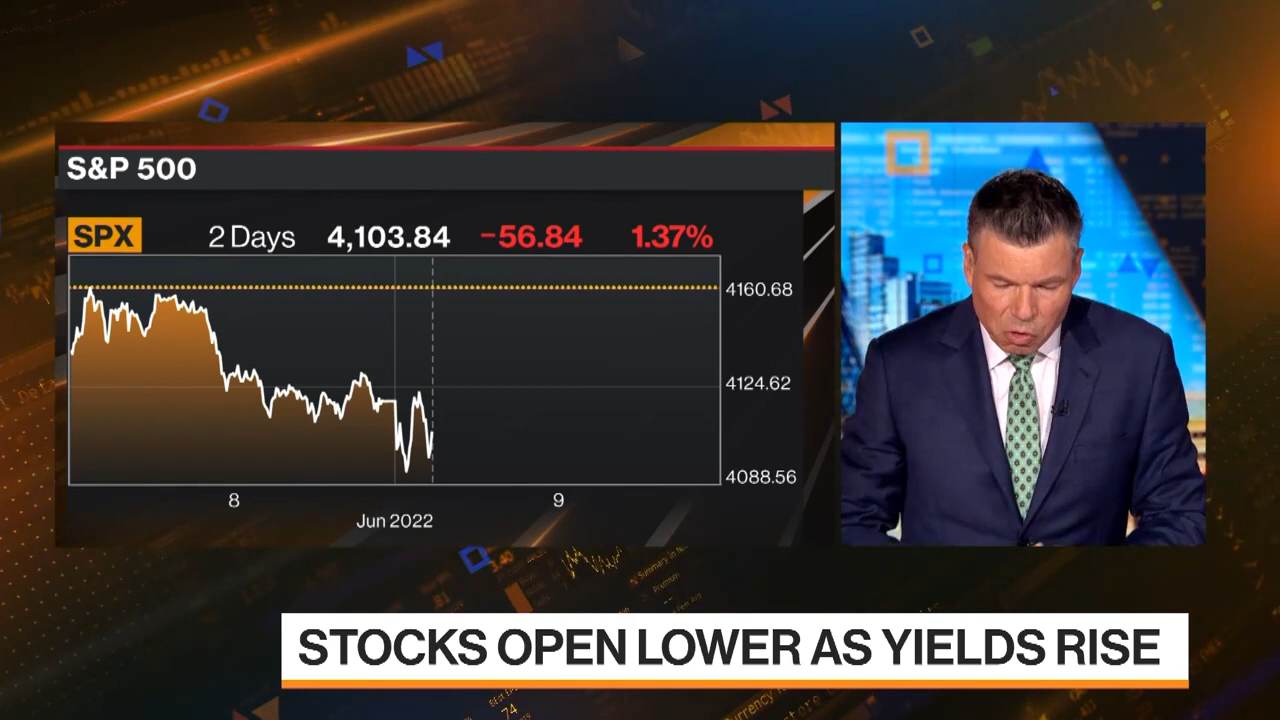 S&P 500
SPX 2 Days 4,103.84 -56.84 1.37%
4160.68
4124.62
4088.56
8 9
Jun 2022
STOCKS OPEN LOWER AS YIELDS RISE